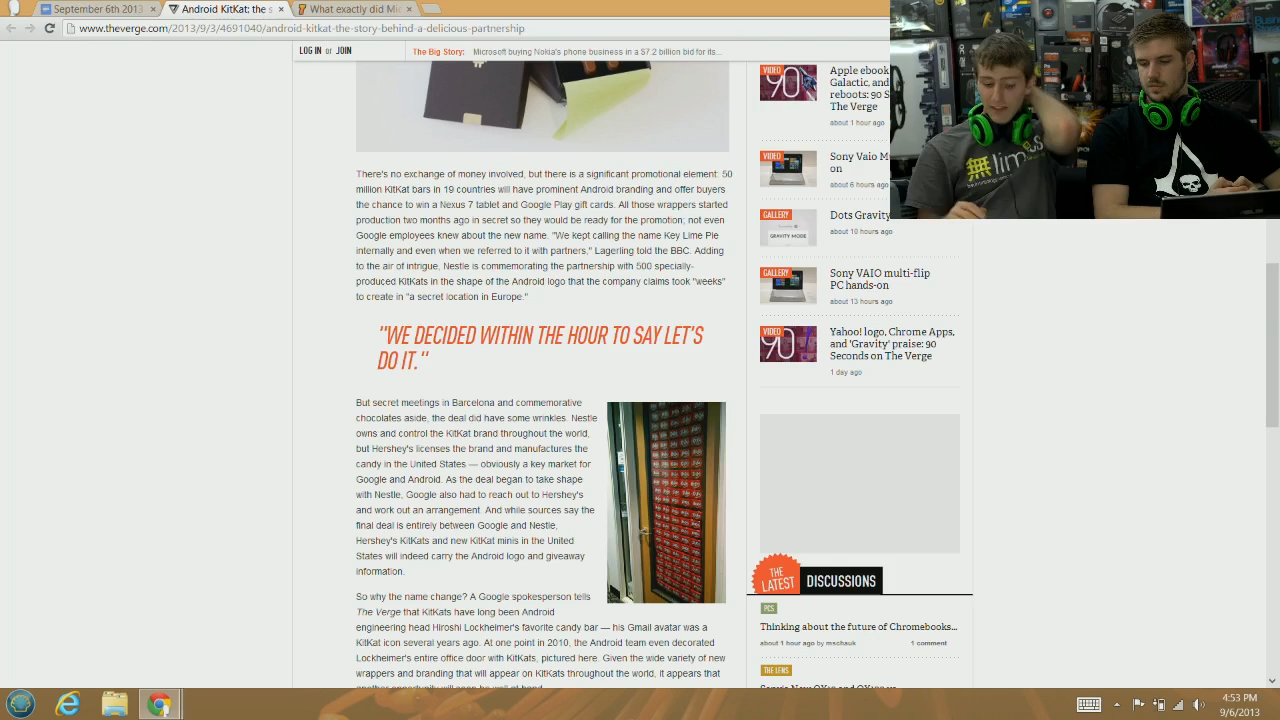 September 6th 2013
Android KitKat: the s
What exactly did Mi
www.theverge.com/2013/9/3/4691040/android-kitkat-the-story-behind-a-delicious-partnership
LOG IN or JOIN
The Big Story: Microsoft buying Nokia's phone business in a $7.2 billion bid for its...
There's no exchange of money involved, but there is a significant promotional element: 50
million KitKat bars in 19 countries will have prominent Android branding and offer buyers
the chance to win a Nexus 7 tablet and Google Play gift cards. All those wrappers started
production two months ago in secret so they would be ready for the promotion; not even
Google employees knew about the new name. "We kept calling the name Key Lime Pie
internally and even when we referred to it with partners," Lagerling told the BBC. Adding
to the air of intrigue, Nestle is commemorating the partnership with 500 specially-
produced KitKats in the shape of the Android logo that the company claims took "weeks"
to create in "a secret location in Europe."
"WE DECIDED WITHIN THE HOUR TO SAY LET'S
DO IT."
But secret meetings in Barcelona and commemorative
chocolates aside, the deal did have some wrinkles. Nestle
owns and control the KitKat brand throughout the world,
but Hershey's licenses the brand and manufactures the
candy in the United States — obviously a key market for
Google and Android. As the deal began to take shape
with Nestle, Google also had to reach out to Hershey's
and work out an arrangement. And while sources say the
final deal is entirely between Google and Nestle,
Hershey's KitKats and new KitKat minis in the United
States will indeed carry the Android logo and giveaway
information.
So why the name change? A Google spokesperson tells
The Verge that KitKats have long been Android
engineering head Hiroshi Lockheimer's favorite candy bar — his Gmail avatar was a
KitKat icon several years ago. At one point in 2010, the Android team even decorated
Lockheimer's entire office door with KitKats, pictured here. Given the wide variety of new
wrappers and branding that will appear on KitKats throughout the world, it appears that
VIDEO
90
Apple ebook
Galactic, and
reboots: 90 S
The Verge
about 1 hour ago
VIDEO
Sony Vaio M
on
about 6 hours ago
GALLERY
GRAVITY MODE
Dots Gravity
about 10 hours ago
GALLERY
Sony VAIO multi-flip
PC hands-on
about 13 hours ago
VIDEO
90
Yahoo! logo, Chrome Apps,
and 'Gravity' praise: 90
Seconds on The Verge
1 day ago
THE
LATEST
DISCUSSIONS
PCS
Thinking about the future of Chromebooks...
about 1 hour ago by mschauk
1 comment
THE LENS
4:53 PM
9/6/2013